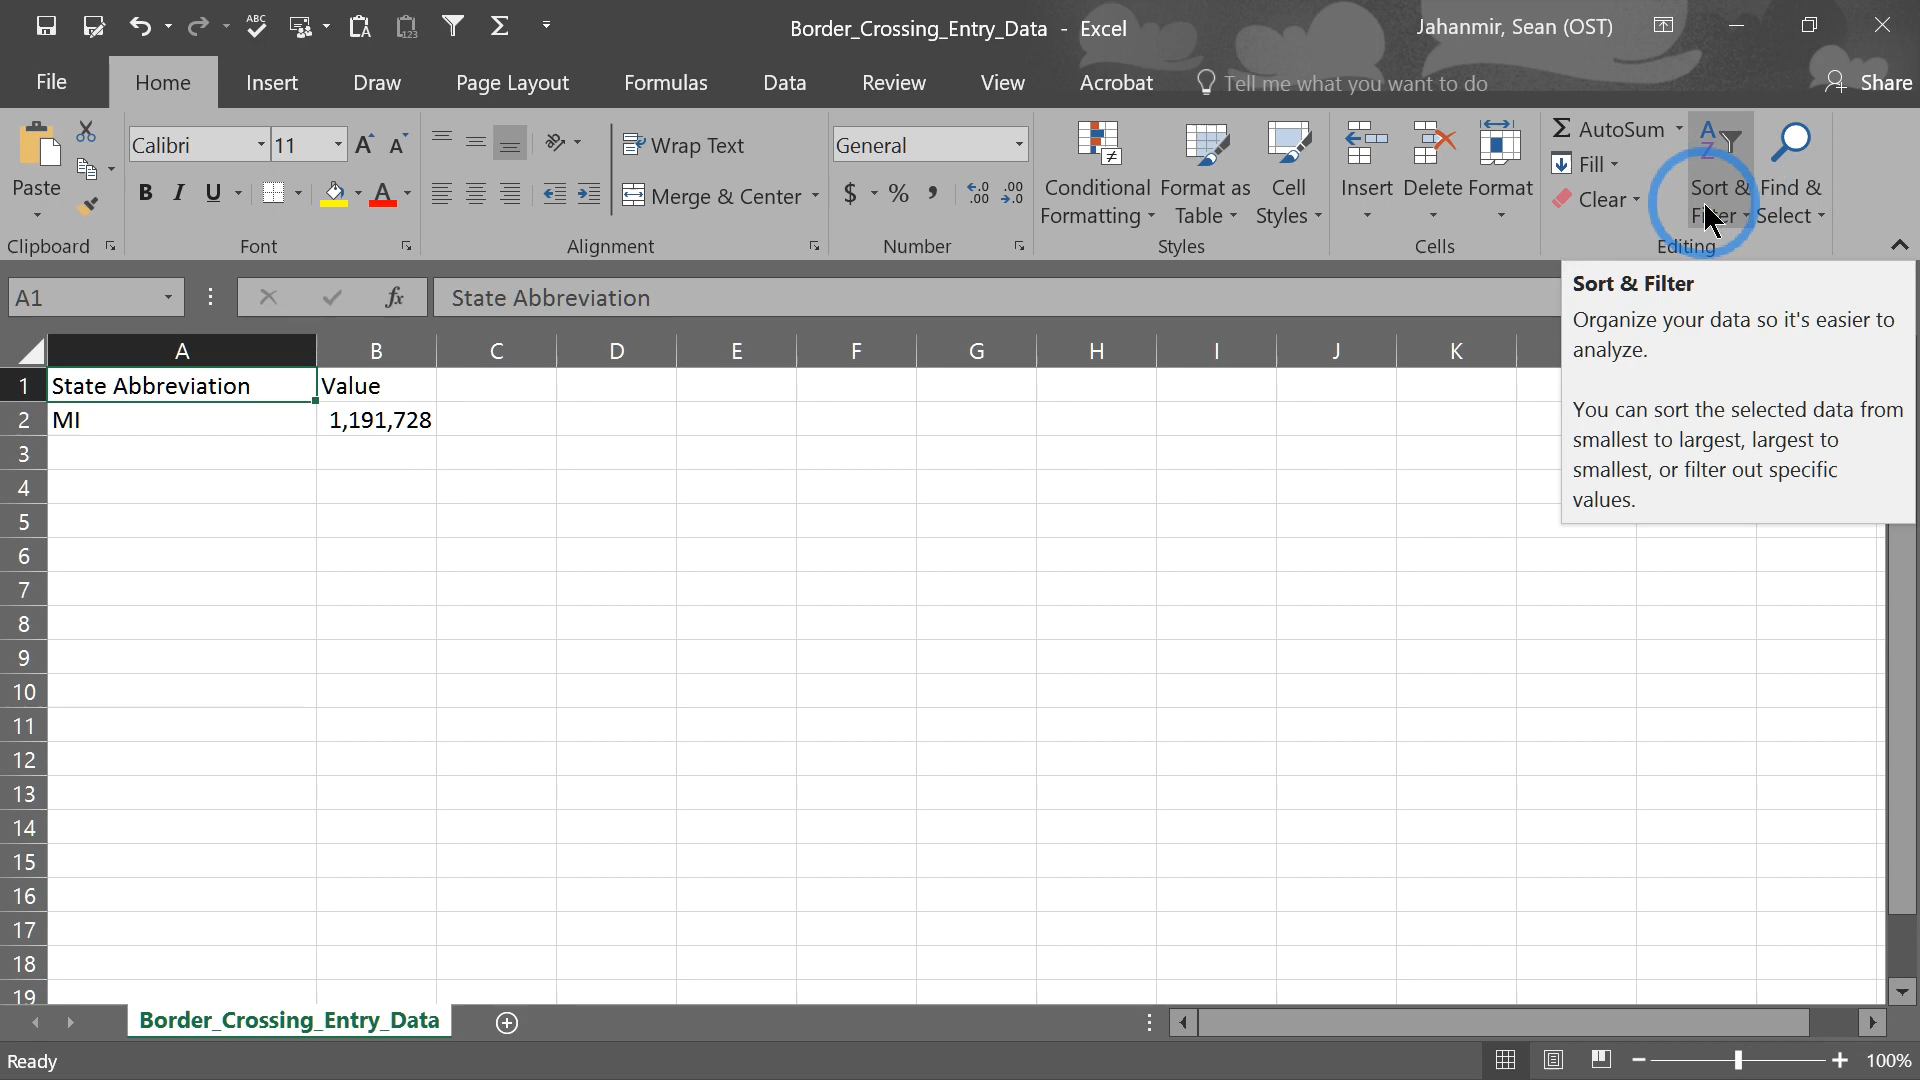 Border_Crossing_Entry_Data - Excel
Jahanmir, Sean (OST)
File Home Insert Draw Page Layout Formulas Data Review View Acrobat Tell me what you want to do Share
ABC
123
Paste
Clipboard
Calibri 11 A A
B I U A
Font
Wrap Text
Merge & Center
Alignment
General
$ % , .0 .00
Number
Conditional Formatting
Format as Table
Cell Styles
Styles
Insert Delete Format
Cells
Σ AutoSum
Fill
Clear
A
Z
Sort & Filter
Find & Select
Editing
A1 fx State Abbreviation
Sort & Filter
Organize your data so it's easier to
analyze.
You can sort the selected data from
smallest to largest, largest to
smallest, or filter out specific
values.
A B C D E F G H I J K
1 State Abbreviation Value
2 MI 1,191,728
3
4
5
6
7
8
9
10
11
12
13
14
15
16
17
18
19
Border_Crossing_Entry_Data
Ready 100%